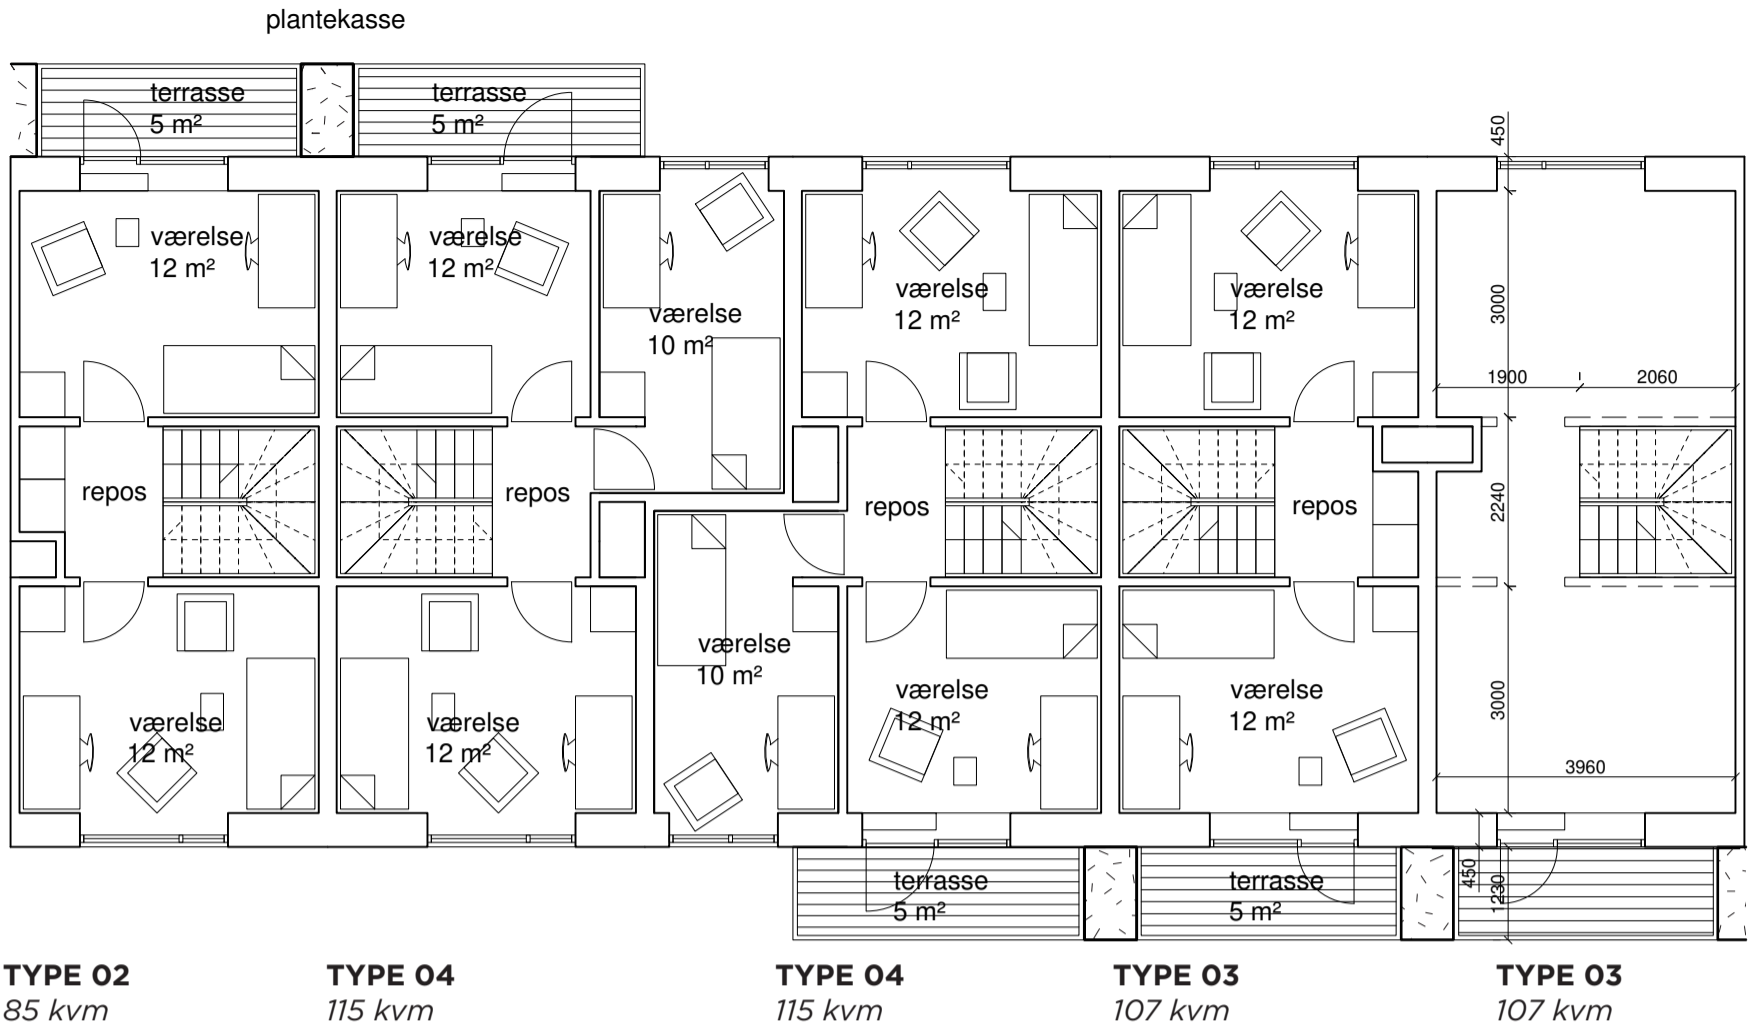 plantekasse
terrasse
5 m²
terrasse
5 m²
450
værelse
12 m²
værelse
12 m²
værelse
10 m²
værelse
12 m²
værelse
12 m²
3000
1900
2060
repos
repos
repos
repos
2240
værelse
12 m²
værelse
12 m²
værelse
10 m²
værelse
12 m²
værelse
12 m²
3000
3960
terrasse
5 m²
terrasse
5 m²
450
1230
TYPE 02
85 kvm
TYPE 04
115 kvm
TYPE 04
115 kvm
TYPE 03
107 kvm
TYPE 03
107 kvm